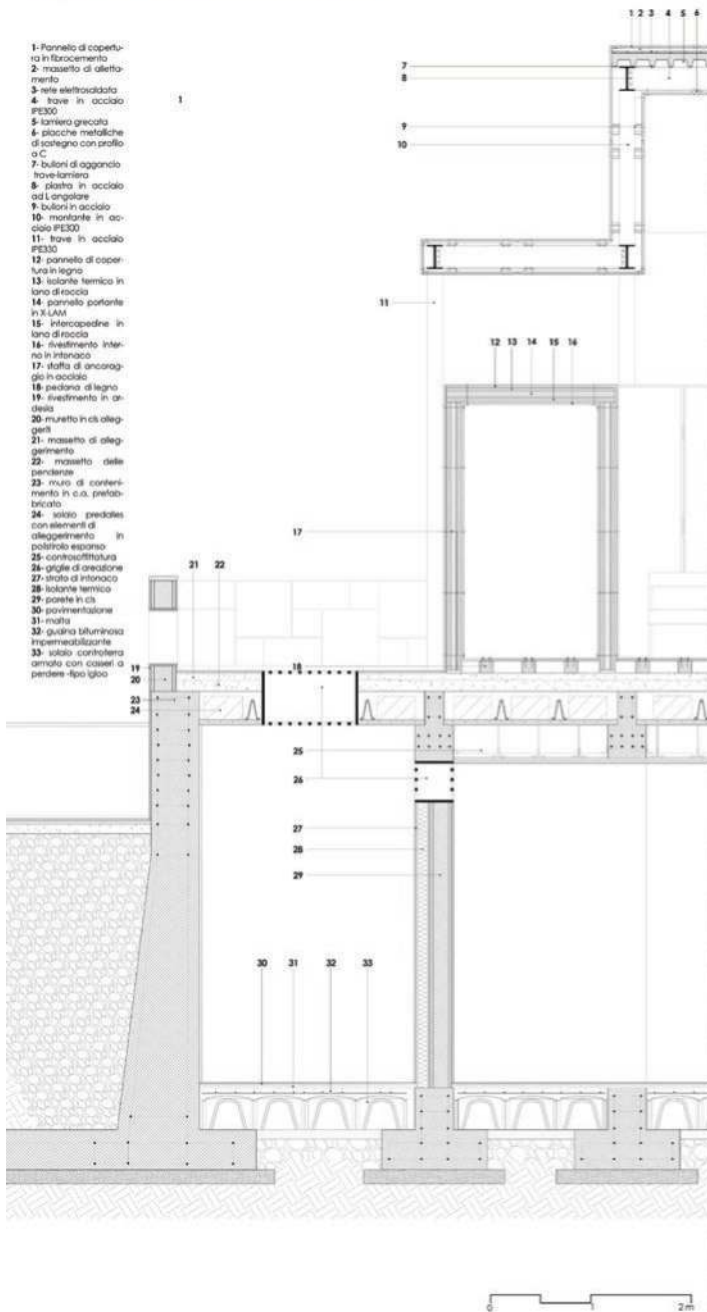 1- Pannello di copertu-
ra in fibrocemento
2- massetto di alletta-
mento
3- rete elettrosaldata
4- trave in acciaio
IPE300
5- lamiera grecata
6- placche metalliche
di sostegno con profilo
a C
7- bulloni di aggancio
trave-lamiera
8- piastra in acciaio
ad L angolare
9- bulloni in acciaio
10- montante in ac-
ciaio IPE300
11- trave in acciaio
IPE330
12- pannello di coper-
tura in legno
13- isolante termico in
lana di roccia
14- pannello portante
in X-LAM
15- intercapedine in
lana di roccia
16- rivestimento inter-
no in intonaco
17- staffa di ancorag-
gio in acciaio
18- pedana di legno
19- rivestimento in ar-
desia
20- muretto in cls alleg-
geriti
21- massetto di alleg-
gerimento
22- massetto delle
pendenze
23- muro di conteni-
mento in c.a. prefab-
bricato
24- solaio predalles
con elementi di
alleggerimento in
polistirolo espanso
25- controsoffittatura
26- griglie di areazione
27- strato di intonaco
28- isolante termico
29- parete in cls
30- pavimentazione
31- malta
32- guaina bituminosa
impermeabilizzante
33- solaio controterra
armato con casseri a
perdere -tipo igloo
1
1 2 3 4 5 6
7
8
9
10
11
12 13 14 15 16
17
21 22
18
19
20
23
24
25
26
27
28
29
30 31 32 33
0 1 2m